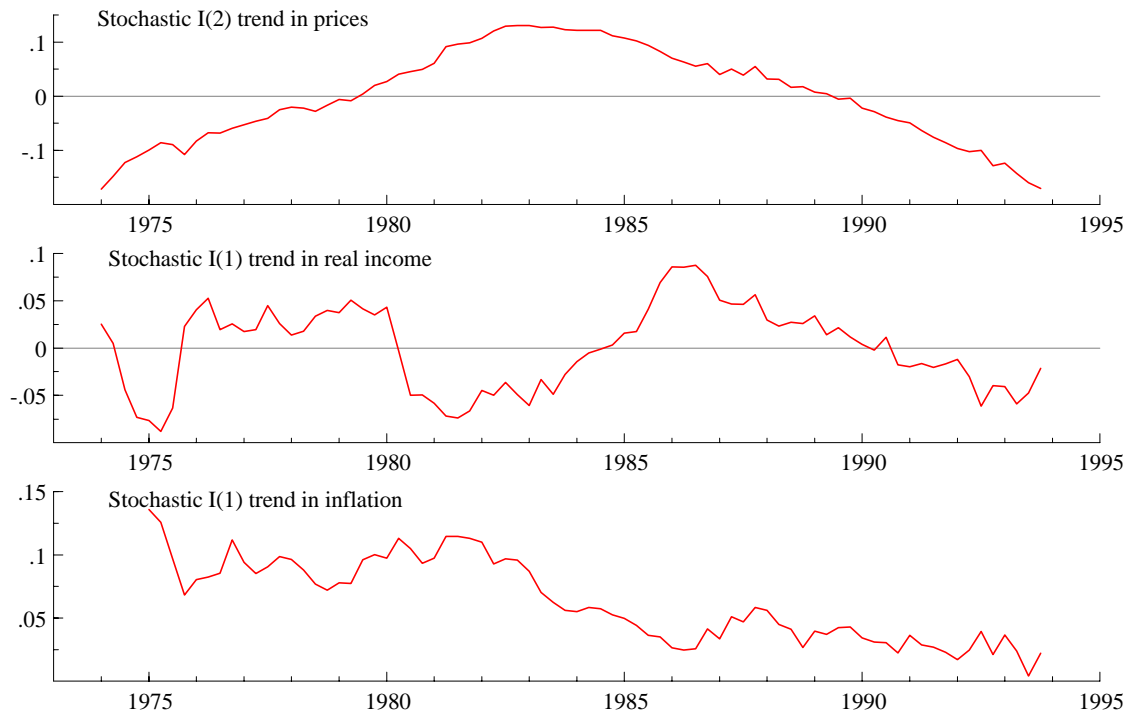 Stochastic I(2) trend in prices
.1
0
-.1
1975 1980 1985 1990 1995
Stochastic I(1) trend in real income
.1
.05
0
-.05
1975 1980 1985 1990 1995
Stochastic I(1) trend in inflation
.15
.1
.05
1975 1980 1985 1990 1995